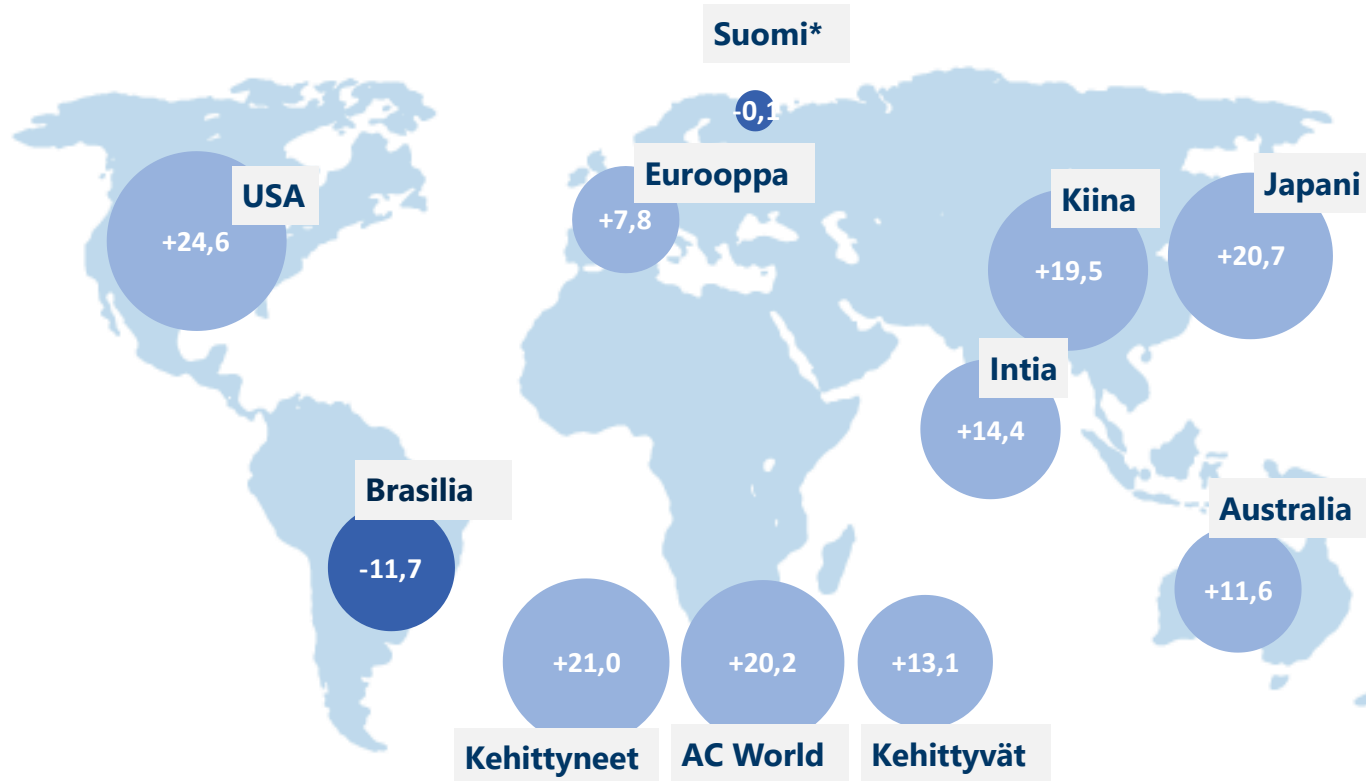 Suomi*
-0,1
USA
+24,6
Eurooppa
+7,8
Kiina
+19,5
Japani
+20,7
Intia
+14,4
Brasilia
-11,7
Australia
+11,6
+21,0
Kehittyneet
+20,2
AC World
+13,1
Kehittyvät